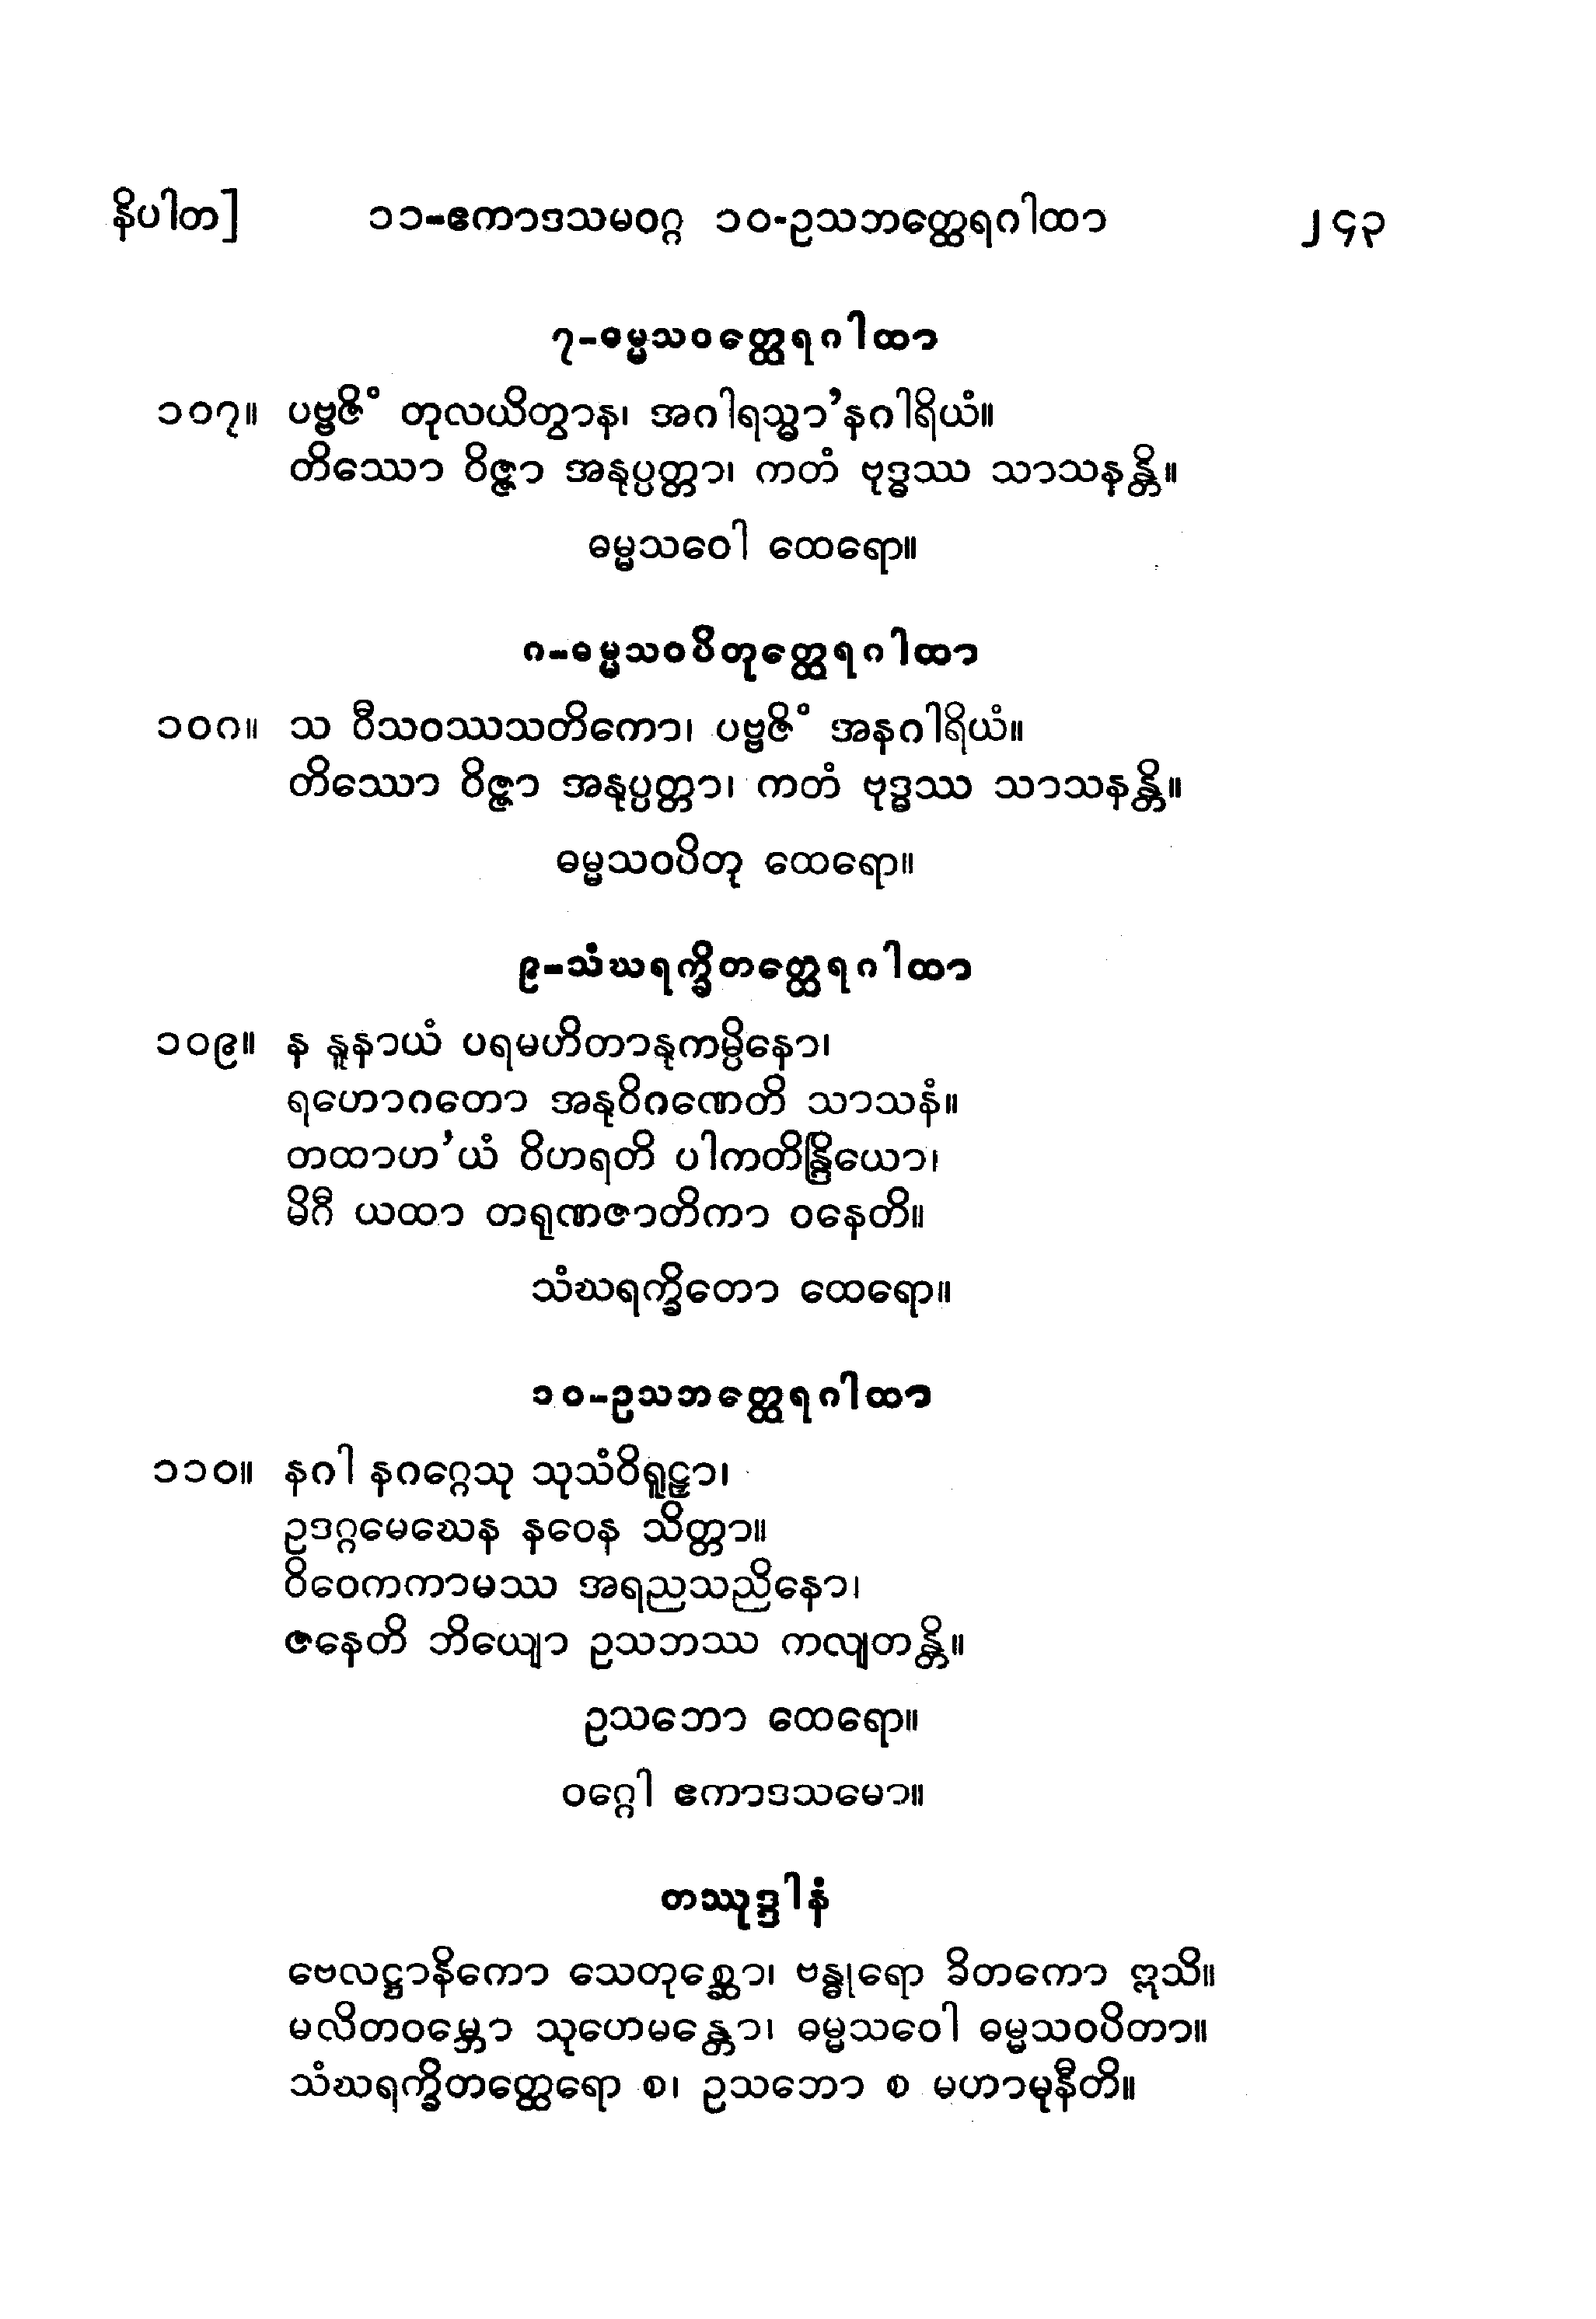 နိပါတ] ၁၁-ဧကာဒသမဝဂ္ဂ ၁၀-ဥသဘတ္ထေရဂါထာ ၂၄၃
၇-ဓမ္မသဝတ္ထေရဂါထာ
၁၀၇။ ပဗ္ဗဇိံ တုလယိတွာန၊ အဂါရသ္မာ’နဂါရိယံ။
တိဿော ဝိဇ္ဇာ အနုပ္ပတ္တာ၊ ကတံ ဗုဒ္ဓဿ သာသနန္တိ။
ဓမ္မသဝေါ ထေရော။
၈-ဓမ္မသဝပိတုတ္ထေရဂါထာ
၁၀၈။ သ ဝီသဝဿသတိကော၊ ပဗ္ဗဇိံ အနဂါရိယံ။
တိဿော ဝိဇ္ဇာ အနုပ္ပတ္တာ၊ ကတံ ဗုဒ္ဓဿ သာသနန္တိ။
ဓမ္မသဝပိတု ထေရော။
၉-သံဃရက္ခိတတ္ထေရဂါထာ
၁၀၉။ န နူနာယံ ပရမဟိတာနုကမ္ပိနော၊
ရဟောဂတော အနုဝိဂဏေတိ သာသနံ။
တထာဟ’ယံ ဝိဟရတိ ပါကတိန္ဒြိယော၊
မိဂီ ယထာ တရုဏဇာတိကာ ဝနေတိ။
သံဃရက္ခိတော ထေရော။
၁၀-ဥသဘတ္ထေရဂါထာ
၁၁၀။ နဂါ နဂဂ္ဂေသု သုသံဝိရူဠှာ၊
ဥဒဂ္ဂမေဃေန နဝေန သိတ္တာ။
ဝိဝေကကာမဿ အရညသညိနော၊
ဇနေတိ ဘိယျော ဥသဘဿ ကလျတန္တိ။
ဥသဘော ထေရော။
ဝဂ္ဂေါ ဧကာဒသမော။
တဿုဒ္ဒါနံ
ဗေလဋ္ဌာနိကော သေတုစ္ဆော၊ ဗန္ဓုရော ခိတကော ဣသိ။
မလိတဝမ္ဘော သုဟေမန္တော၊ ဓမ္မသဝေါ ဓမ္မသဝပိတာ။
သံဃရက္ခိတတ္ထေရော စ၊ ဥသဘော စ မဟာမုနီတိ။